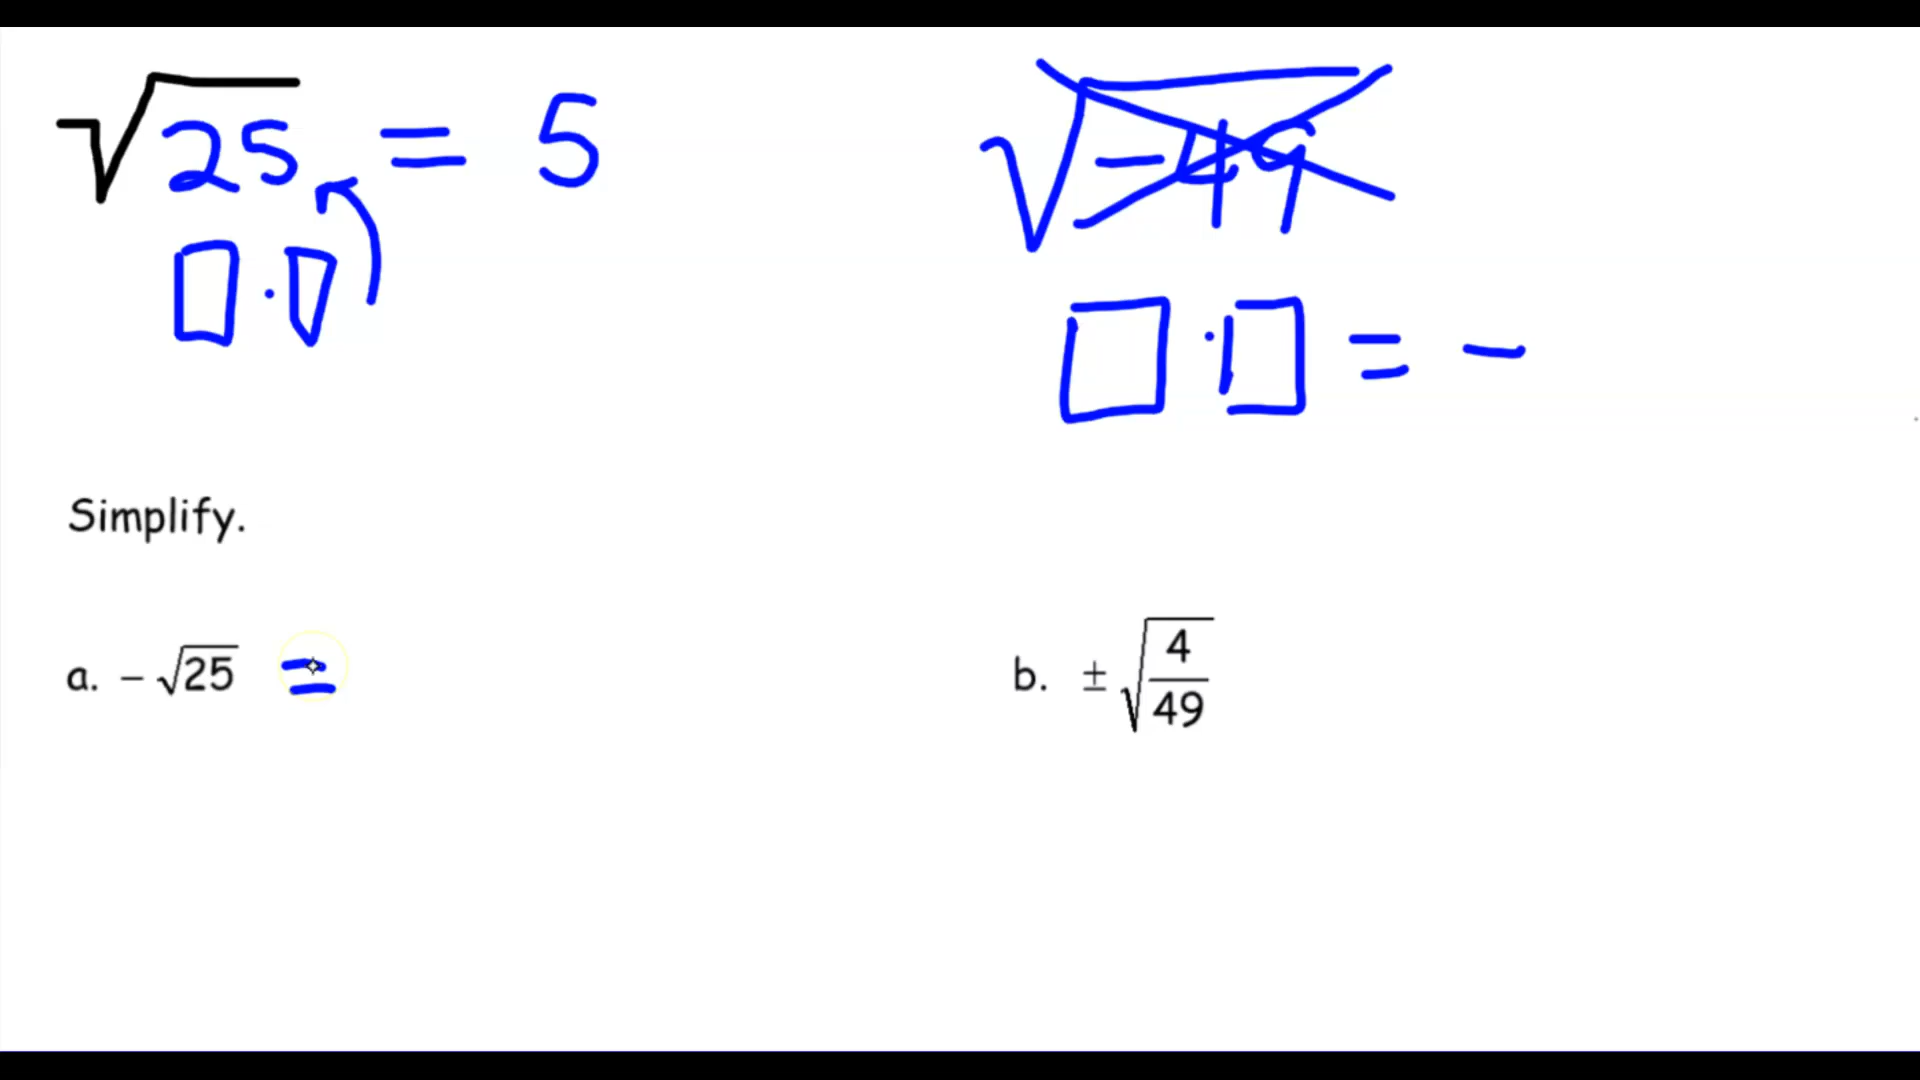 √25 = 5
√-49
□ · □
□ · □ = -
Simplify.
a. - √25 =
b. ± √(4/49)